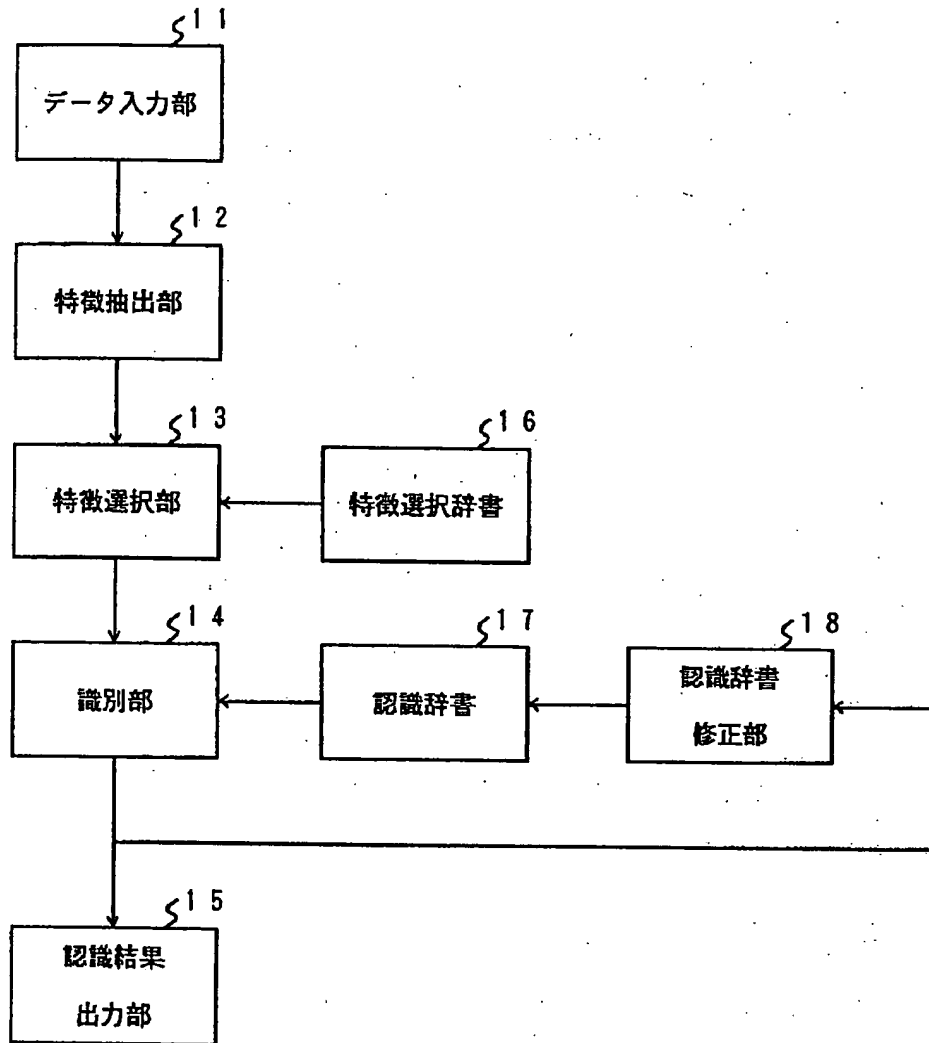 11
データ入力部
12
特徴抽出部
13
特徴選択部
16
特徴選択辞書
14
識別部
17
認識辞書
18
認識辞書
修正部
15
認識結果
出力部